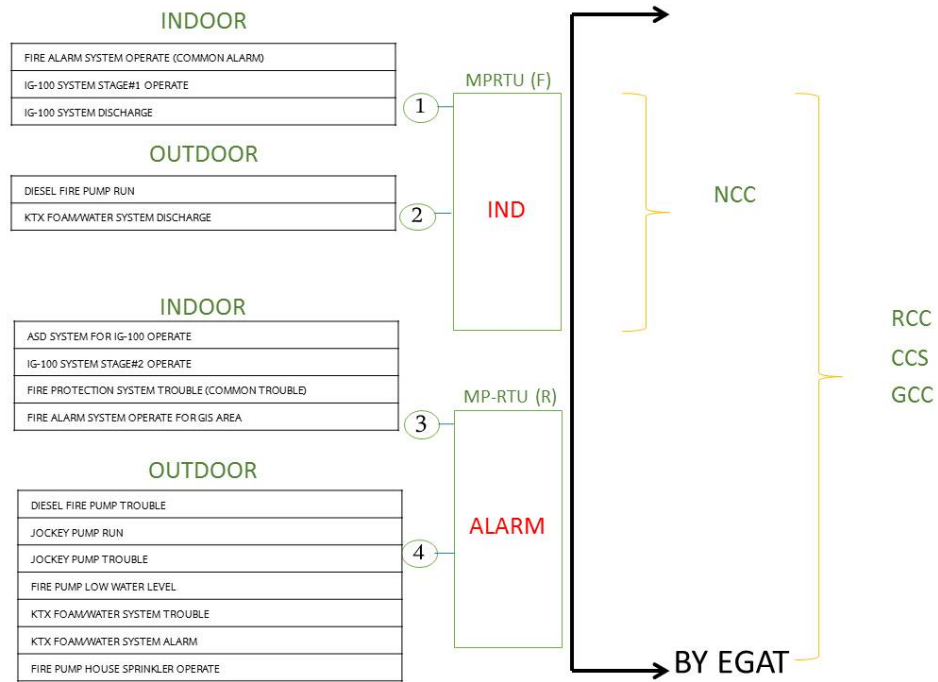 INDOOR
FIRE ALARM SYSTEM OPERATE (COMMON ALARM)
IG-100 SYSTEM STAGE#1 OPERATE
IG-100 SYSTEM DISCHARGE
1
OUTDOOR
DIESEL FIRE PUMP RUN
KTX FOAM/WATER SYSTEM DISCHARGE
2
MPRTU (F)
IND
INDOOR
ASD SYSTEM FOR IG-100 OPERATE
IG-100 SYSTEM STAGE#2 OPERATE
FIRE PROTECTION SYSTEM TROUBLE (COMMON TROUBLE)
FIRE ALARM SYSTEM OPERATE FOR GIS AREA
3
OUTDOOR
DIESEL FIRE PUMP TROUBLE
JOCKEY PUMP RUN
JOCKEY PUMP TROUBLE
FIRE PUMP LOW WATER LEVEL
KTX FOAM/WATER SYSTEM TROUBLE
KTX FOAM/WATER SYSTEM ALARM
FIRE PUMP HOUSE SPRINKLER OPERATE
4
MP-RTU (R)
ALARM
NCC
RCC
CCS
GCC
BY EGAT